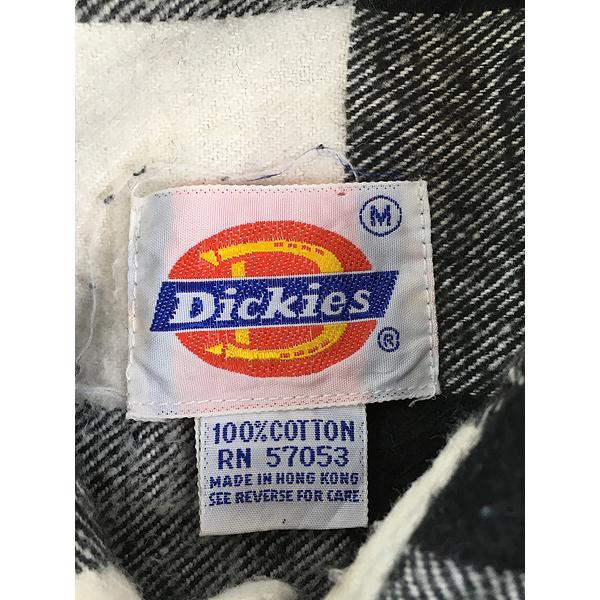 M
Dickies
®
100% COTTON
RN 57053
MADE IN HONG KONG
SEE REVERSE FOR CARE